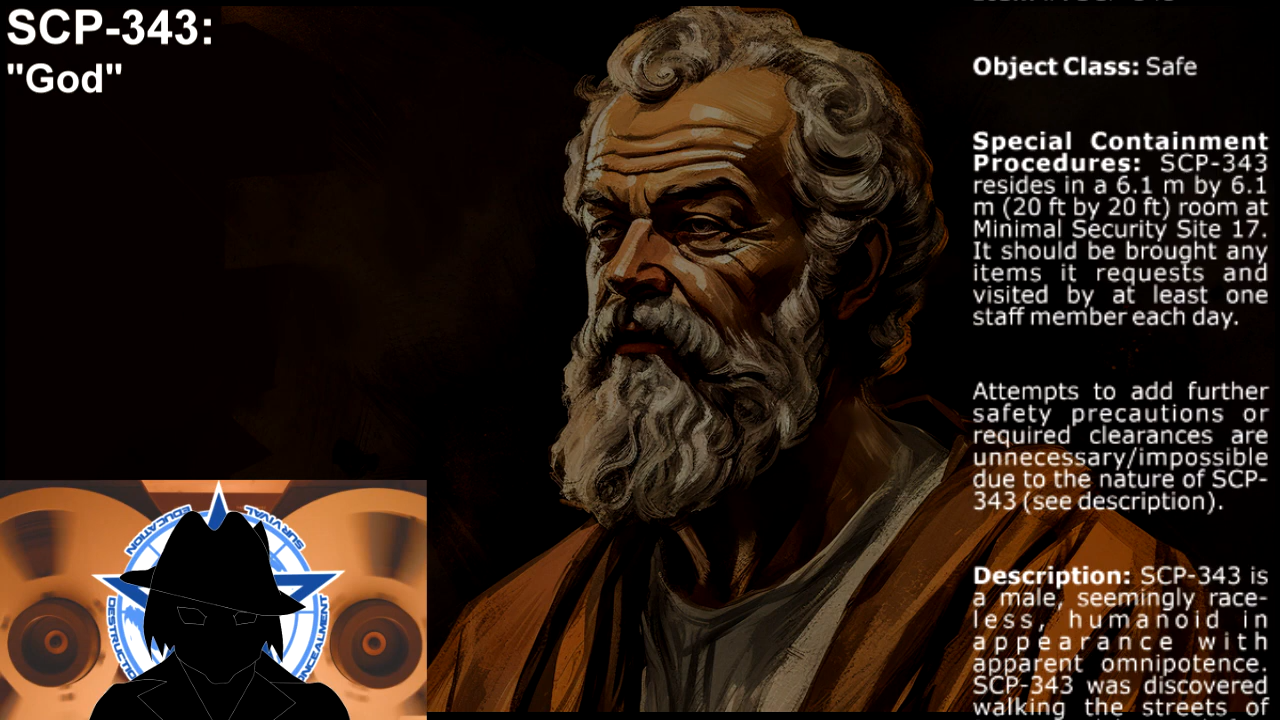 SCP-343:
"God"
Object Class: Safe
Special Containment
Procedures: SCP-343
resides in a 6.1 m by 6.1
m (20 ft by 20 ft) room at
Minimal Security Site 17.
It should be brought any
items it requests and
visited by at least one
staff member each day.
Attempts to add further
safety precautions or
required clearances are
unnecessary/impossible
due to the nature of SCP-
343 (see description).
Description: SCP-343 is
a male, seemingly race-
less, humanoid in
appearance with
apparent omnipotence.
SCP-343 was discovered
walking the streets of
EDUCATION
SURVIVAL